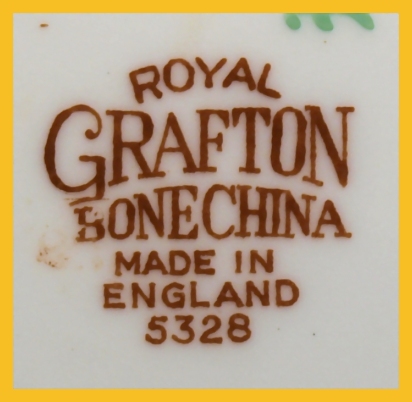 ROYAL
GRAFTON
BONE CHINA
MADE IN
ENGLAND
5328